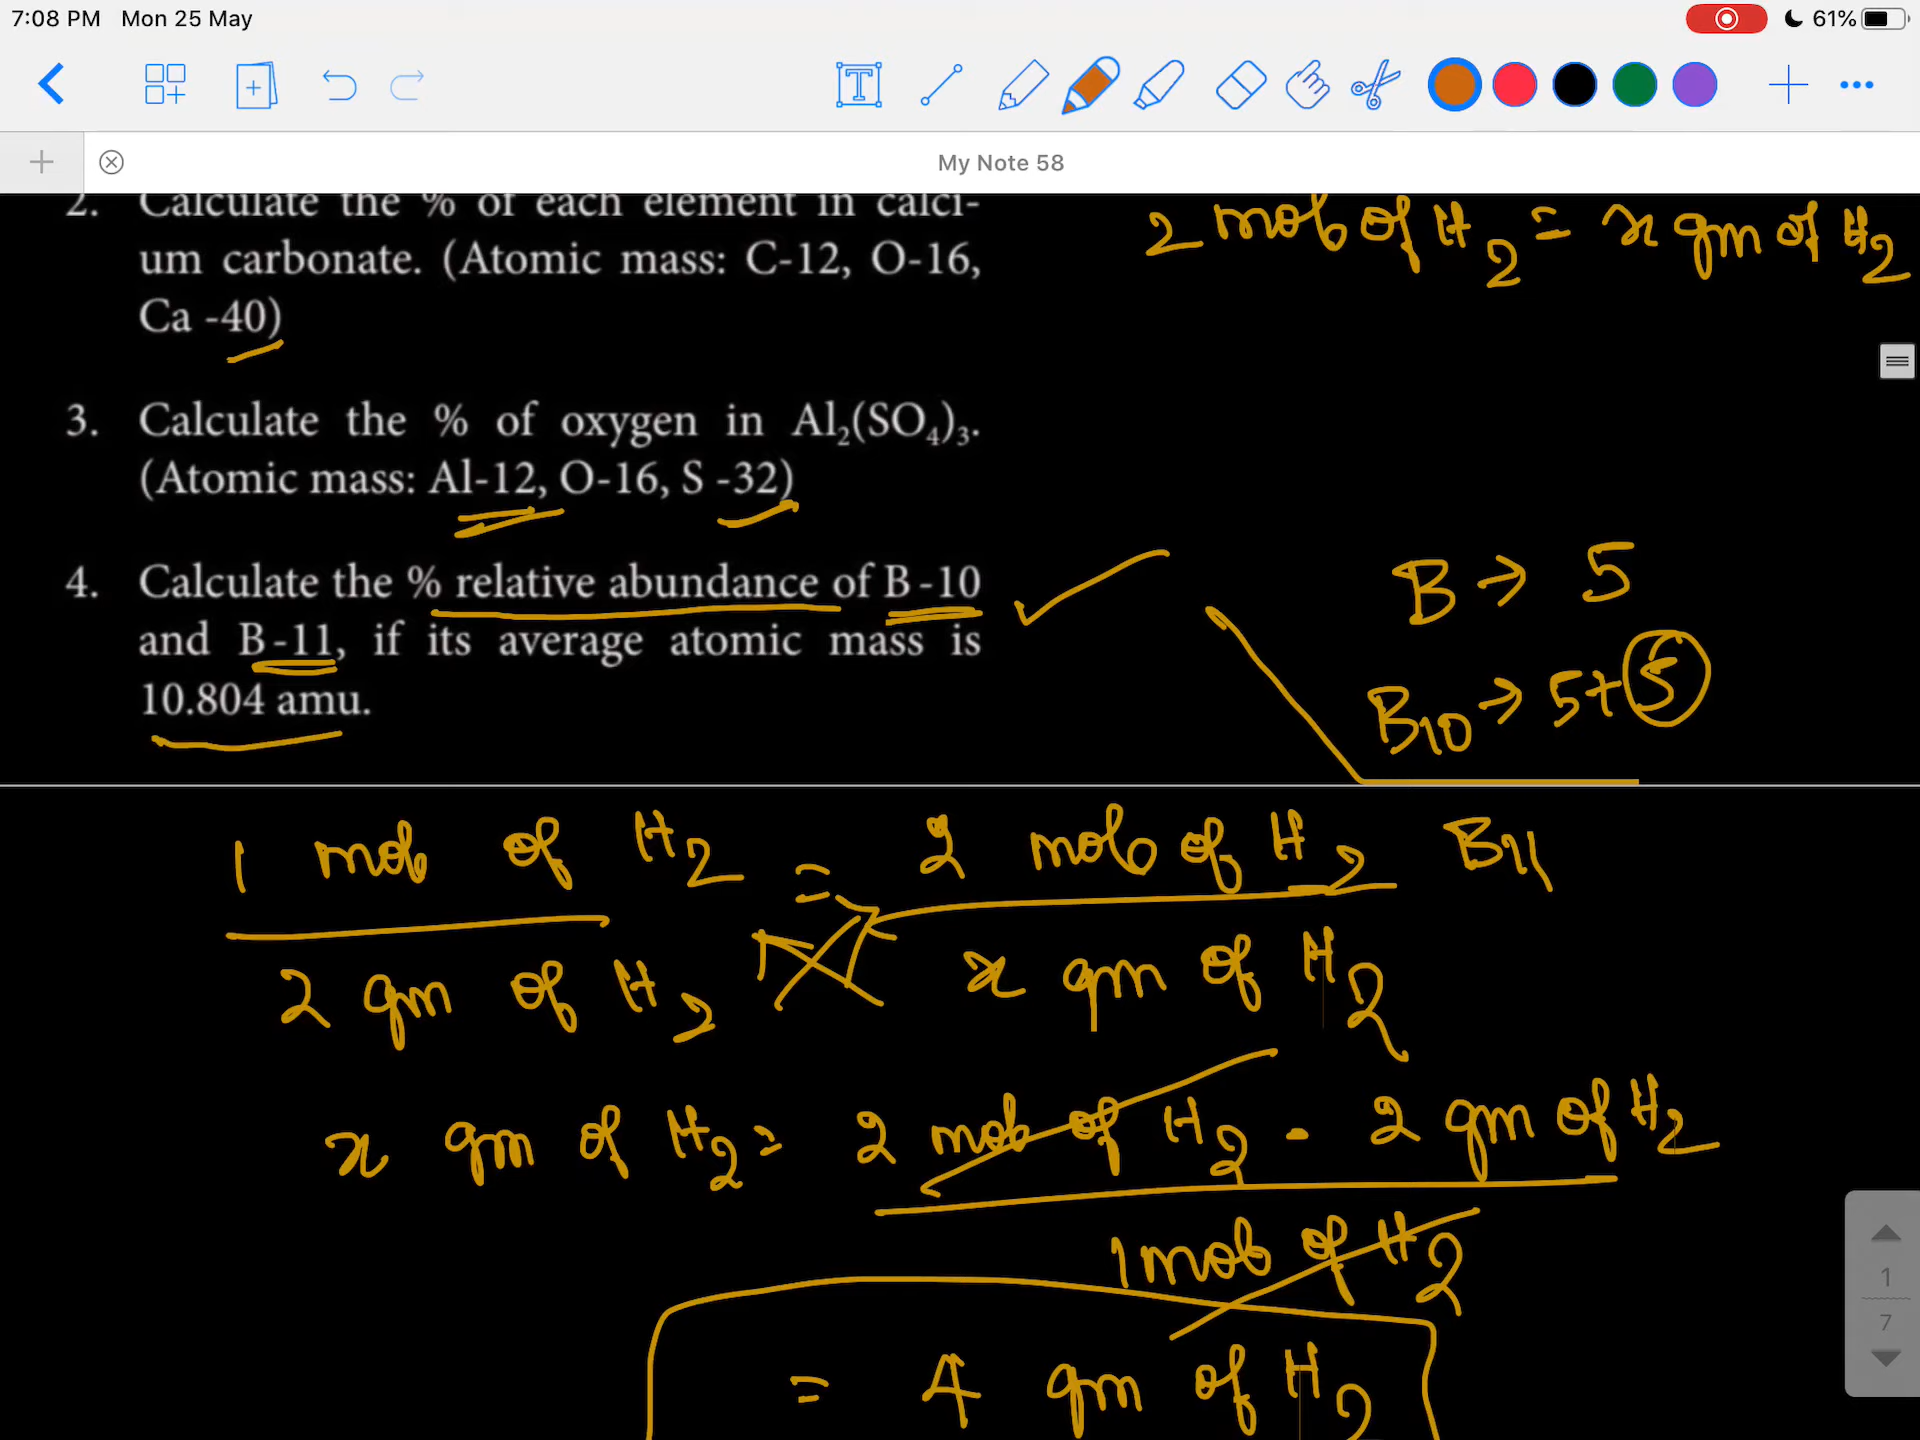 7:08 PM Mon 25 May
61%
My Note 58
2. Calculate the % of each element in calci-
um carbonate. (Atomic mass: C-12, O-16,
Ca -40)
3. Calculate the % of oxygen in Al₂(SO₄)₃.
(Atomic mass: Al-12, O-16, S -32)
4. Calculate the % relative abundance of B -10
and B -11, if its average atomic mass is
10.804 amu.
2 mole of H₂ = x gm of H₂
B → 5
B₁₀ → 5+5
B₁₁
1 mole of H₂ = 2 mole of H₂
2 gm of H₂ x gm of H₂
x gm of H₂ = 2 mole of H₂ · 2 gm of H₂
1 mole of H₂
= 4 gm of H₂
1
7